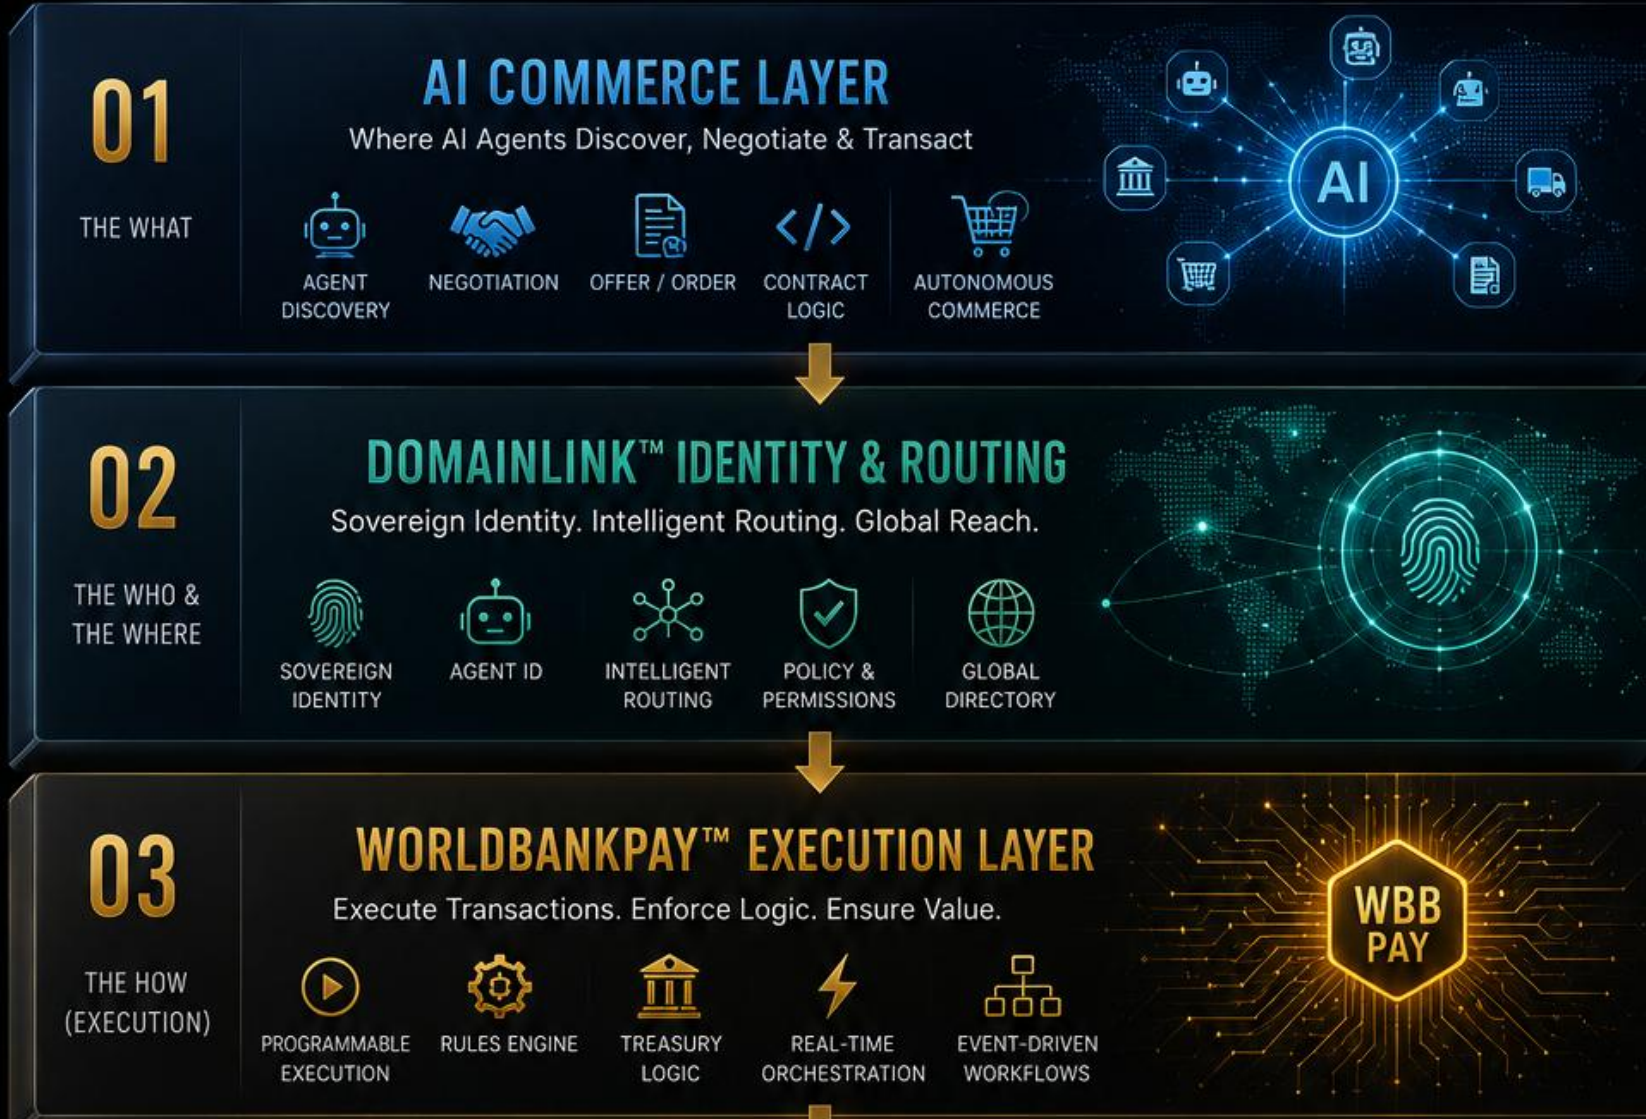 01
THE WHAT
AI COMMERCE LAYER
Where AI Agents Discover, Negotiate & Transact
AGENT
DISCOVERY
NEGOTIATION
OFFER / ORDER
CONTRACT
LOGIC
AUTONOMOUS
COMMERCE
AI
02
THE WHO &
THE WHERE
DOMAINLINK™ IDENTITY & ROUTING
Sovereign Identity. Intelligent Routing. Global Reach.
SOVEREIGN
IDENTITY
AGENT ID
INTELLIGENT
ROUTING
POLICY &
PERMISSIONS
GLOBAL
DIRECTORY
03
THE HOW
(EXECUTION)
WORLDBANKPAY™ EXECUTION LAYER
Execute Transactions. Enforce Logic. Ensure Value.
PROGRAMMABLE
EXECUTION
RULES ENGINE
TREASURY
LOGIC
REAL-TIME
ORCHESTRATION
EVENT-DRIVEN
WORKFLOWS
WBB
PAY